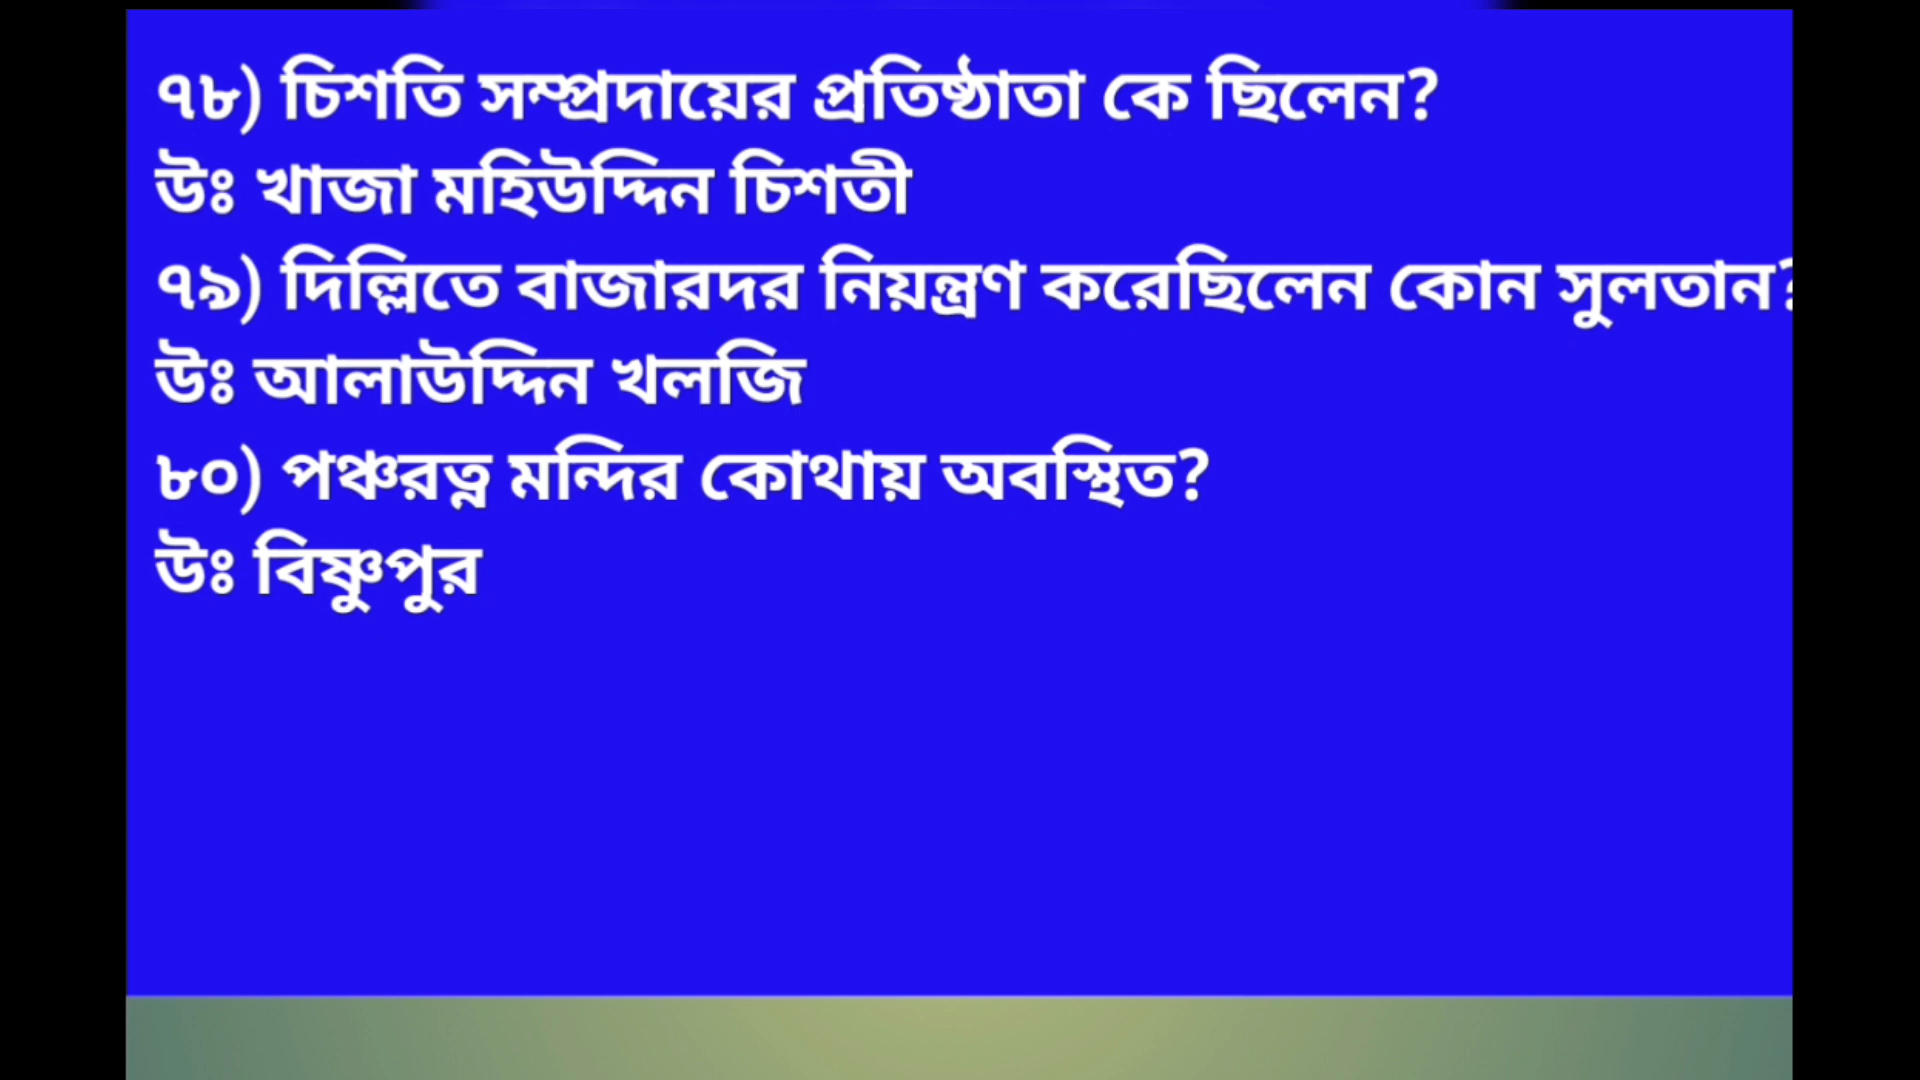 ৭৮) চিশতি সম্প্রদায়ের প্রতিষ্ঠাতা কে ছিলেন?
উঃ খাজা মহিউদ্দিন চিশতী
৭৯) দিল্লিতে বাজারদর নিয়ন্ত্রণ করেছিলেন কোন সুলতান?
উঃ আলাউদ্দিন খলজি
৮০) পঞ্চরত্ন মন্দির কোথায় অবস্থিত?
উঃ বিষ্ণুপুর